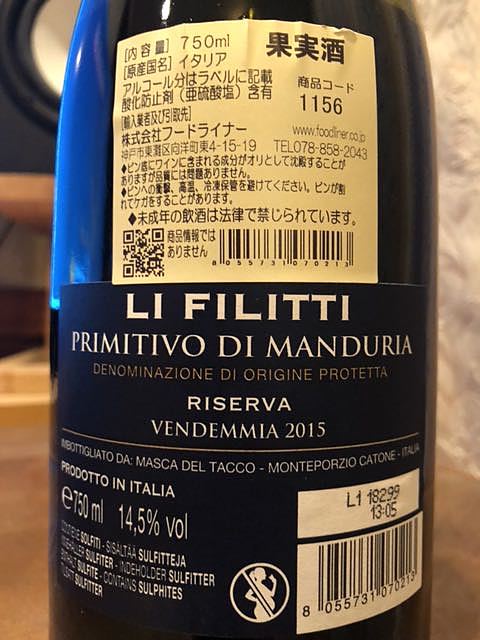 [内 容 量] 750ml 果実酒
[原産国名] イタリア
アルコール分はラベルに記載
酸化防止剤(亜硫酸塩)含有
商品コード
1156
[輸入業者及び引取先]
株式会社フードライナー
www.foodliner.co.jp
神戸市東灘区向洋町東4-15-19 TEL078-858-2043
◆ビン底にワインに含まれる成分がオリとして沈殿することが
ありますが品質には問題ありません。
◆ビンへの衝撃、高温、冷凍保管を避けてください。ビンが割
れてケガをすることがあります。
◆未成年の飲酒は法律で禁じられています。
商品情報では
ありません
8 055731 070213
LI FILITTI
PRIMITIVO DI MANDURIA
DENOMINAZIONE DI ORIGINE PROTETTA
RISERVA
VENDEMMIA 2015
IMBOTTIGLIATO DA: MASCA DEL TACCO - MONTEPORZIO CATONE - ITALIA
PRODOTTO IN ITALIA
℮750 ml 14,5% vol
SOLFITI - SISÄLTÄÄ SULFITTEJA
SULFITER - INDEHOLDER SULFITTER
SULFITE - CONTAINS SULPHITES
SULFITTER
L1 18299
13:05
8 055731 070213